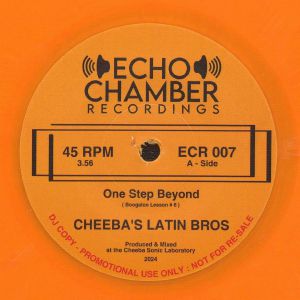 ECHO
CHAMBER
RECORDINGS
45 RPM
3.56
ECR 007
A - Side
One Step Beyond
( Boogaloo Lesson # 6 )
CHEEBA'S LATIN BROS
Produced & Mixed
at the Cheeba Sonic Laboratory
2024
DJ COPY - PROMOTIONAL USE ONLY : NOT FOR RE-SALE